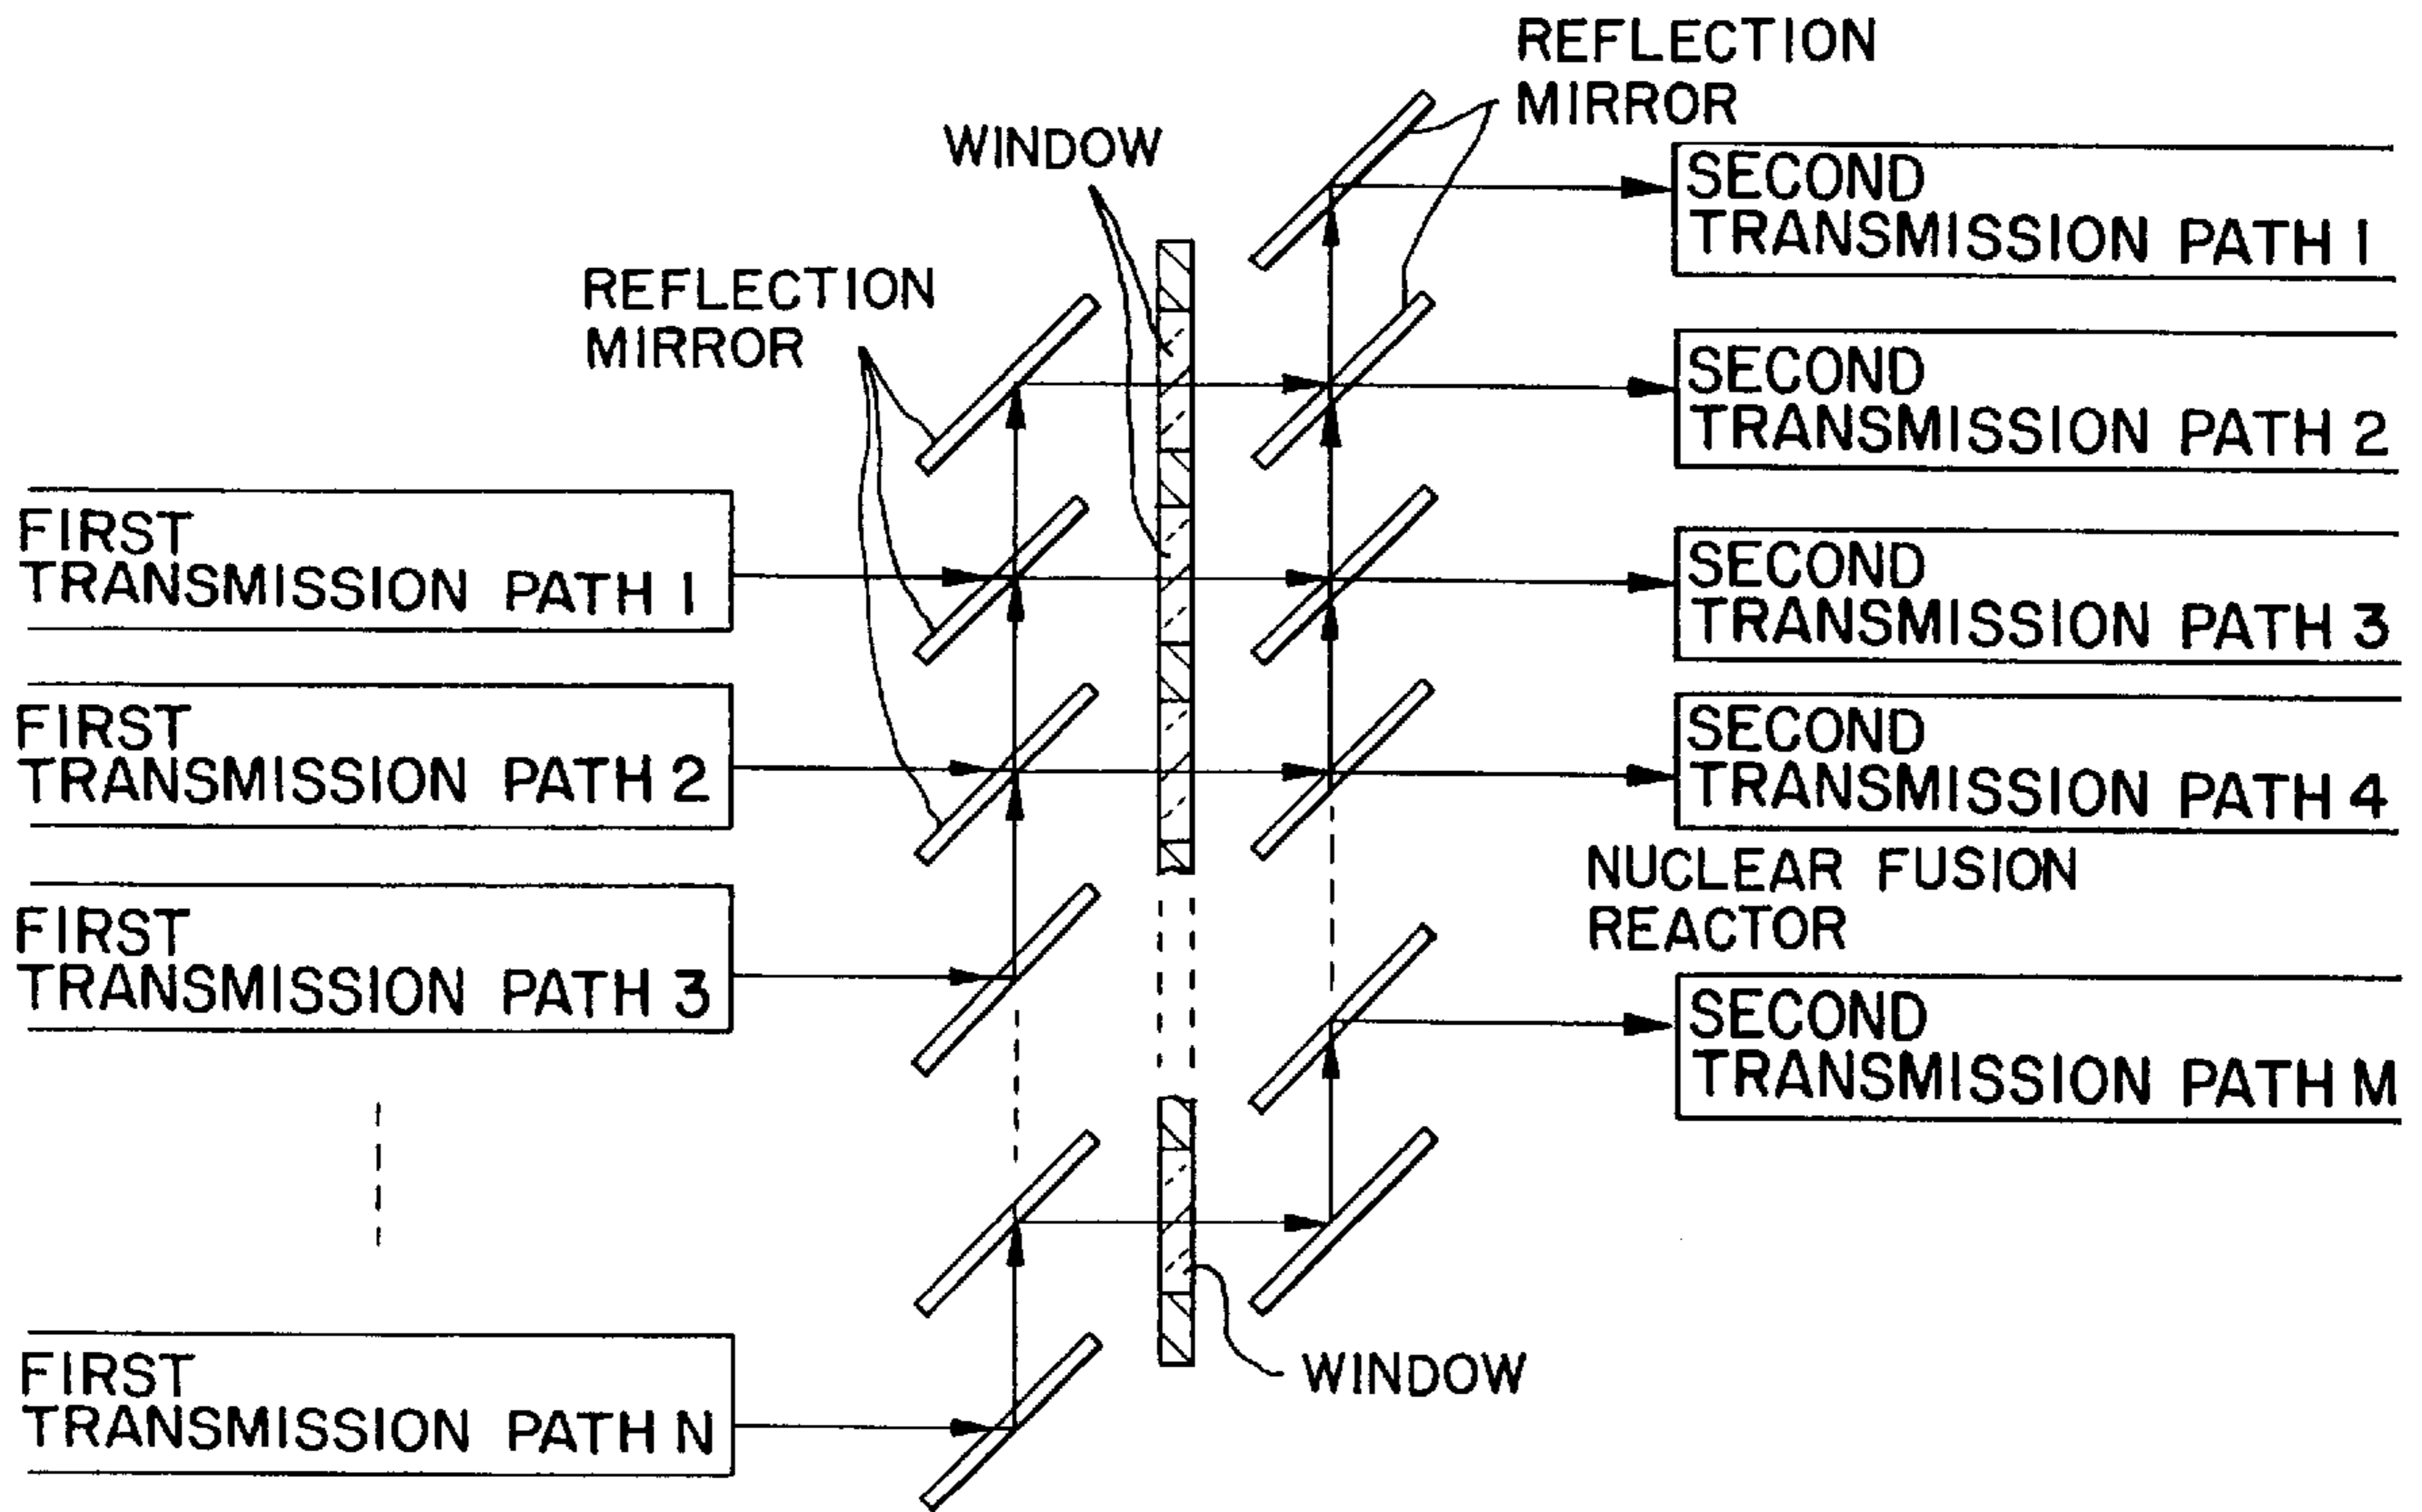 REFLECTION
MIRROR
WINDOW
REFLECTION
MIRROR
FIRST
TRANSMISSION PATH 1
FIRST
TRANSMISSION PATH 2
FIRST
TRANSMISSION PATH 3
FIRST
TRANSMISSION PATH N
SECOND
TRANSMISSION PATH 1
SECOND
TRANSMISSION PATH 2
SECOND
TRANSMISSION PATH 3
SECOND
TRANSMISSION PATH 4
NUCLEAR FUSION
REACTOR
SECOND
TRANSMISSION PATH M
WINDOW